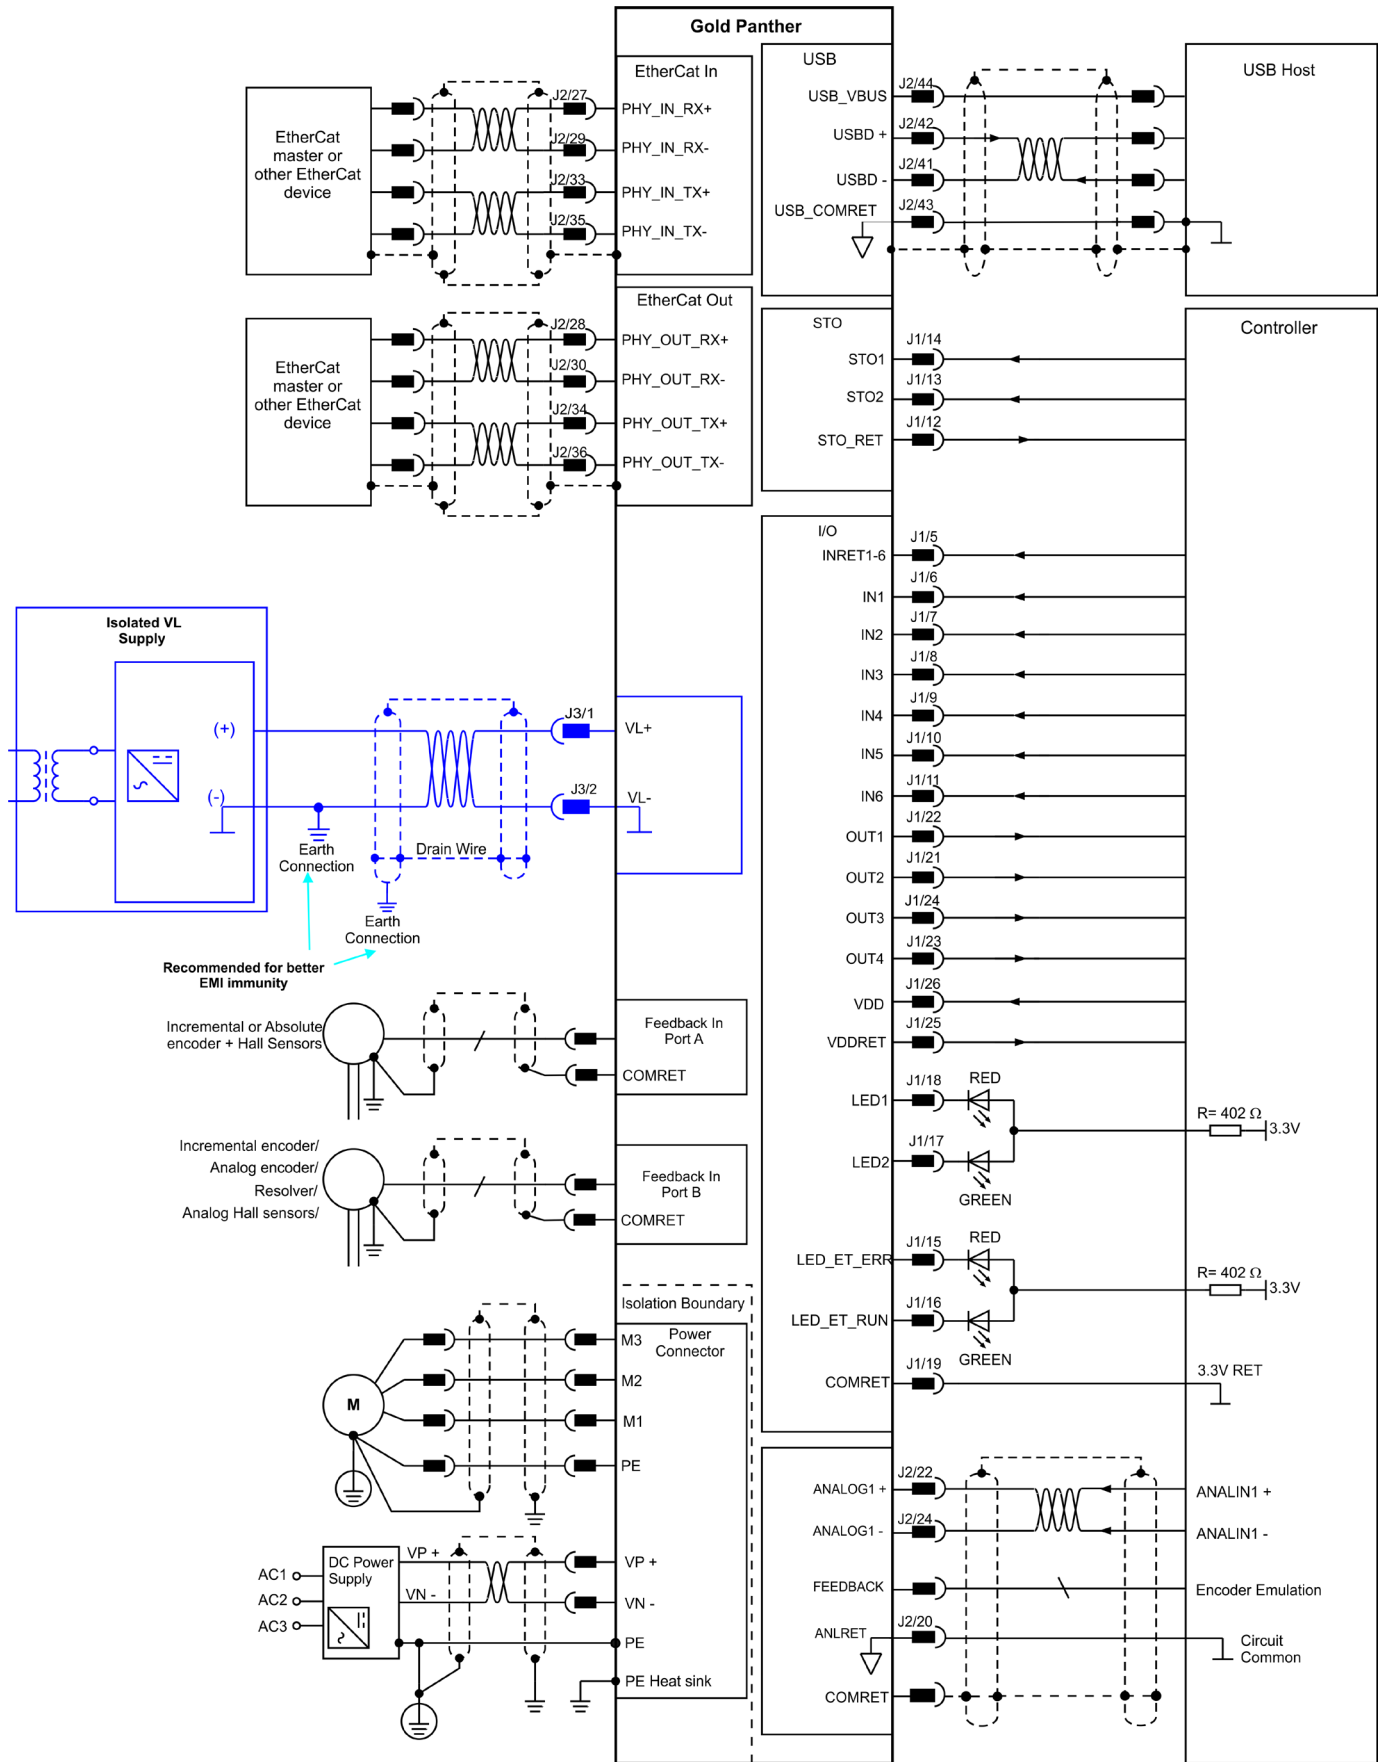 Gold Panther
EtherCat In
EtherCat
master or
other EtherCat
device
J2/27
PHY_IN_RX+
J2/29
PHY_IN_RX-
J2/33
PHY_IN_TX+
J2/35
PHY_IN_TX-
EtherCat Out
EtherCat
master or
other EtherCat
device
J2/28
PHY_OUT_RX+
J2/30
PHY_OUT_RX-
J2/34
PHY_OUT_TX+
J2/36
PHY_OUT_TX-
Isolated VL
Supply
(+)
(-)
J3/1
VL+
J3/2
VL-
Earth
Connection
Drain Wire
Earth
Connection
Recommended for better
EMI immunity
Incremental or Absolute
encoder + Hall Sensors
Feedback In
Port A
COMRET
Incremental encoder/
Analog encoder/
Resolver/
Analog Hall sensors/
Feedback In
Port B
COMRET
Isolation Boundary
Power
Connector
M
M3
M2
M1
PE
AC1
AC2
AC3
DC Power
Supply
VP +
VN -
VP +
VN -
PE
PE Heat sink
USB
USB Host
J2/44
USB_VBUS
J2/42
USBD +
J2/41
USBD -
J2/43
USB_COMRET
STO
Controller
J1/14
STO1
J1/13
STO2
J1/12
STO_RET
I/O
J1/5
INRET1-6
J1/6
IN1
J1/7
IN2
J1/8
IN3
J1/9
IN4
J1/10
IN5
J1/11
IN6
J1/22
OUT1
J1/21
OUT2
J1/24
OUT3
J1/23
OUT4
J1/26
VDD
J1/25
VDDRET
J1/18
LED1
RED
J1/17
LED2
GREEN
R= 402 Ω
3.3V
J1/15
LED_ET_ERR
RED
J1/16
LED_ET_RUN
GREEN
R= 402 Ω
3.3V
J1/19
COMRET
3.3V RET
J2/22
ANALOG1 +
ANALIN1 +
J2/24
ANALOG1 -
ANALIN1 -
FEEDBACK
Encoder Emulation
J2/20
ANLRET
Circuit
Common
COMRET